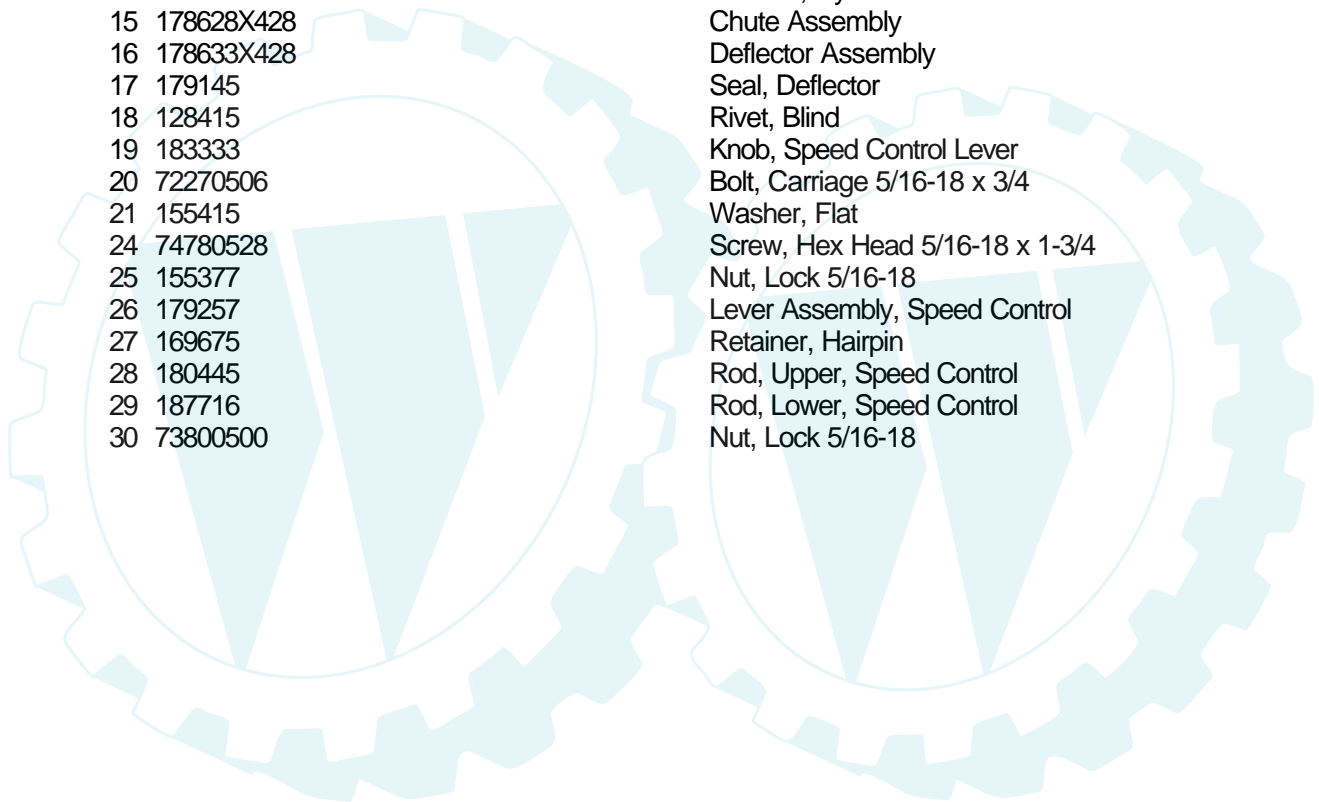 15 178628X428 Chute Assembly
16 178633X428 Deflector Assembly
17 179145 Seal, Deflector
18 128415 Rivet, Blind
19 183333 Knob, Speed Control Lever
20 72270506 Bolt, Carriage 5/16-18 x 3/4
21 155415 Washer, Flat
24 74780528 Screw, Hex Head 5/16-18 x 1-3/4
25 155377 Nut, Lock 5/16-18
26 179257 Lever Assembly, Speed Control
27 169675 Retainer, Hairpin
28 180445 Rod, Upper, Speed Control
29 187716 Rod, Lower, Speed Control
30 73800500 Nut, Lock 5/16-18